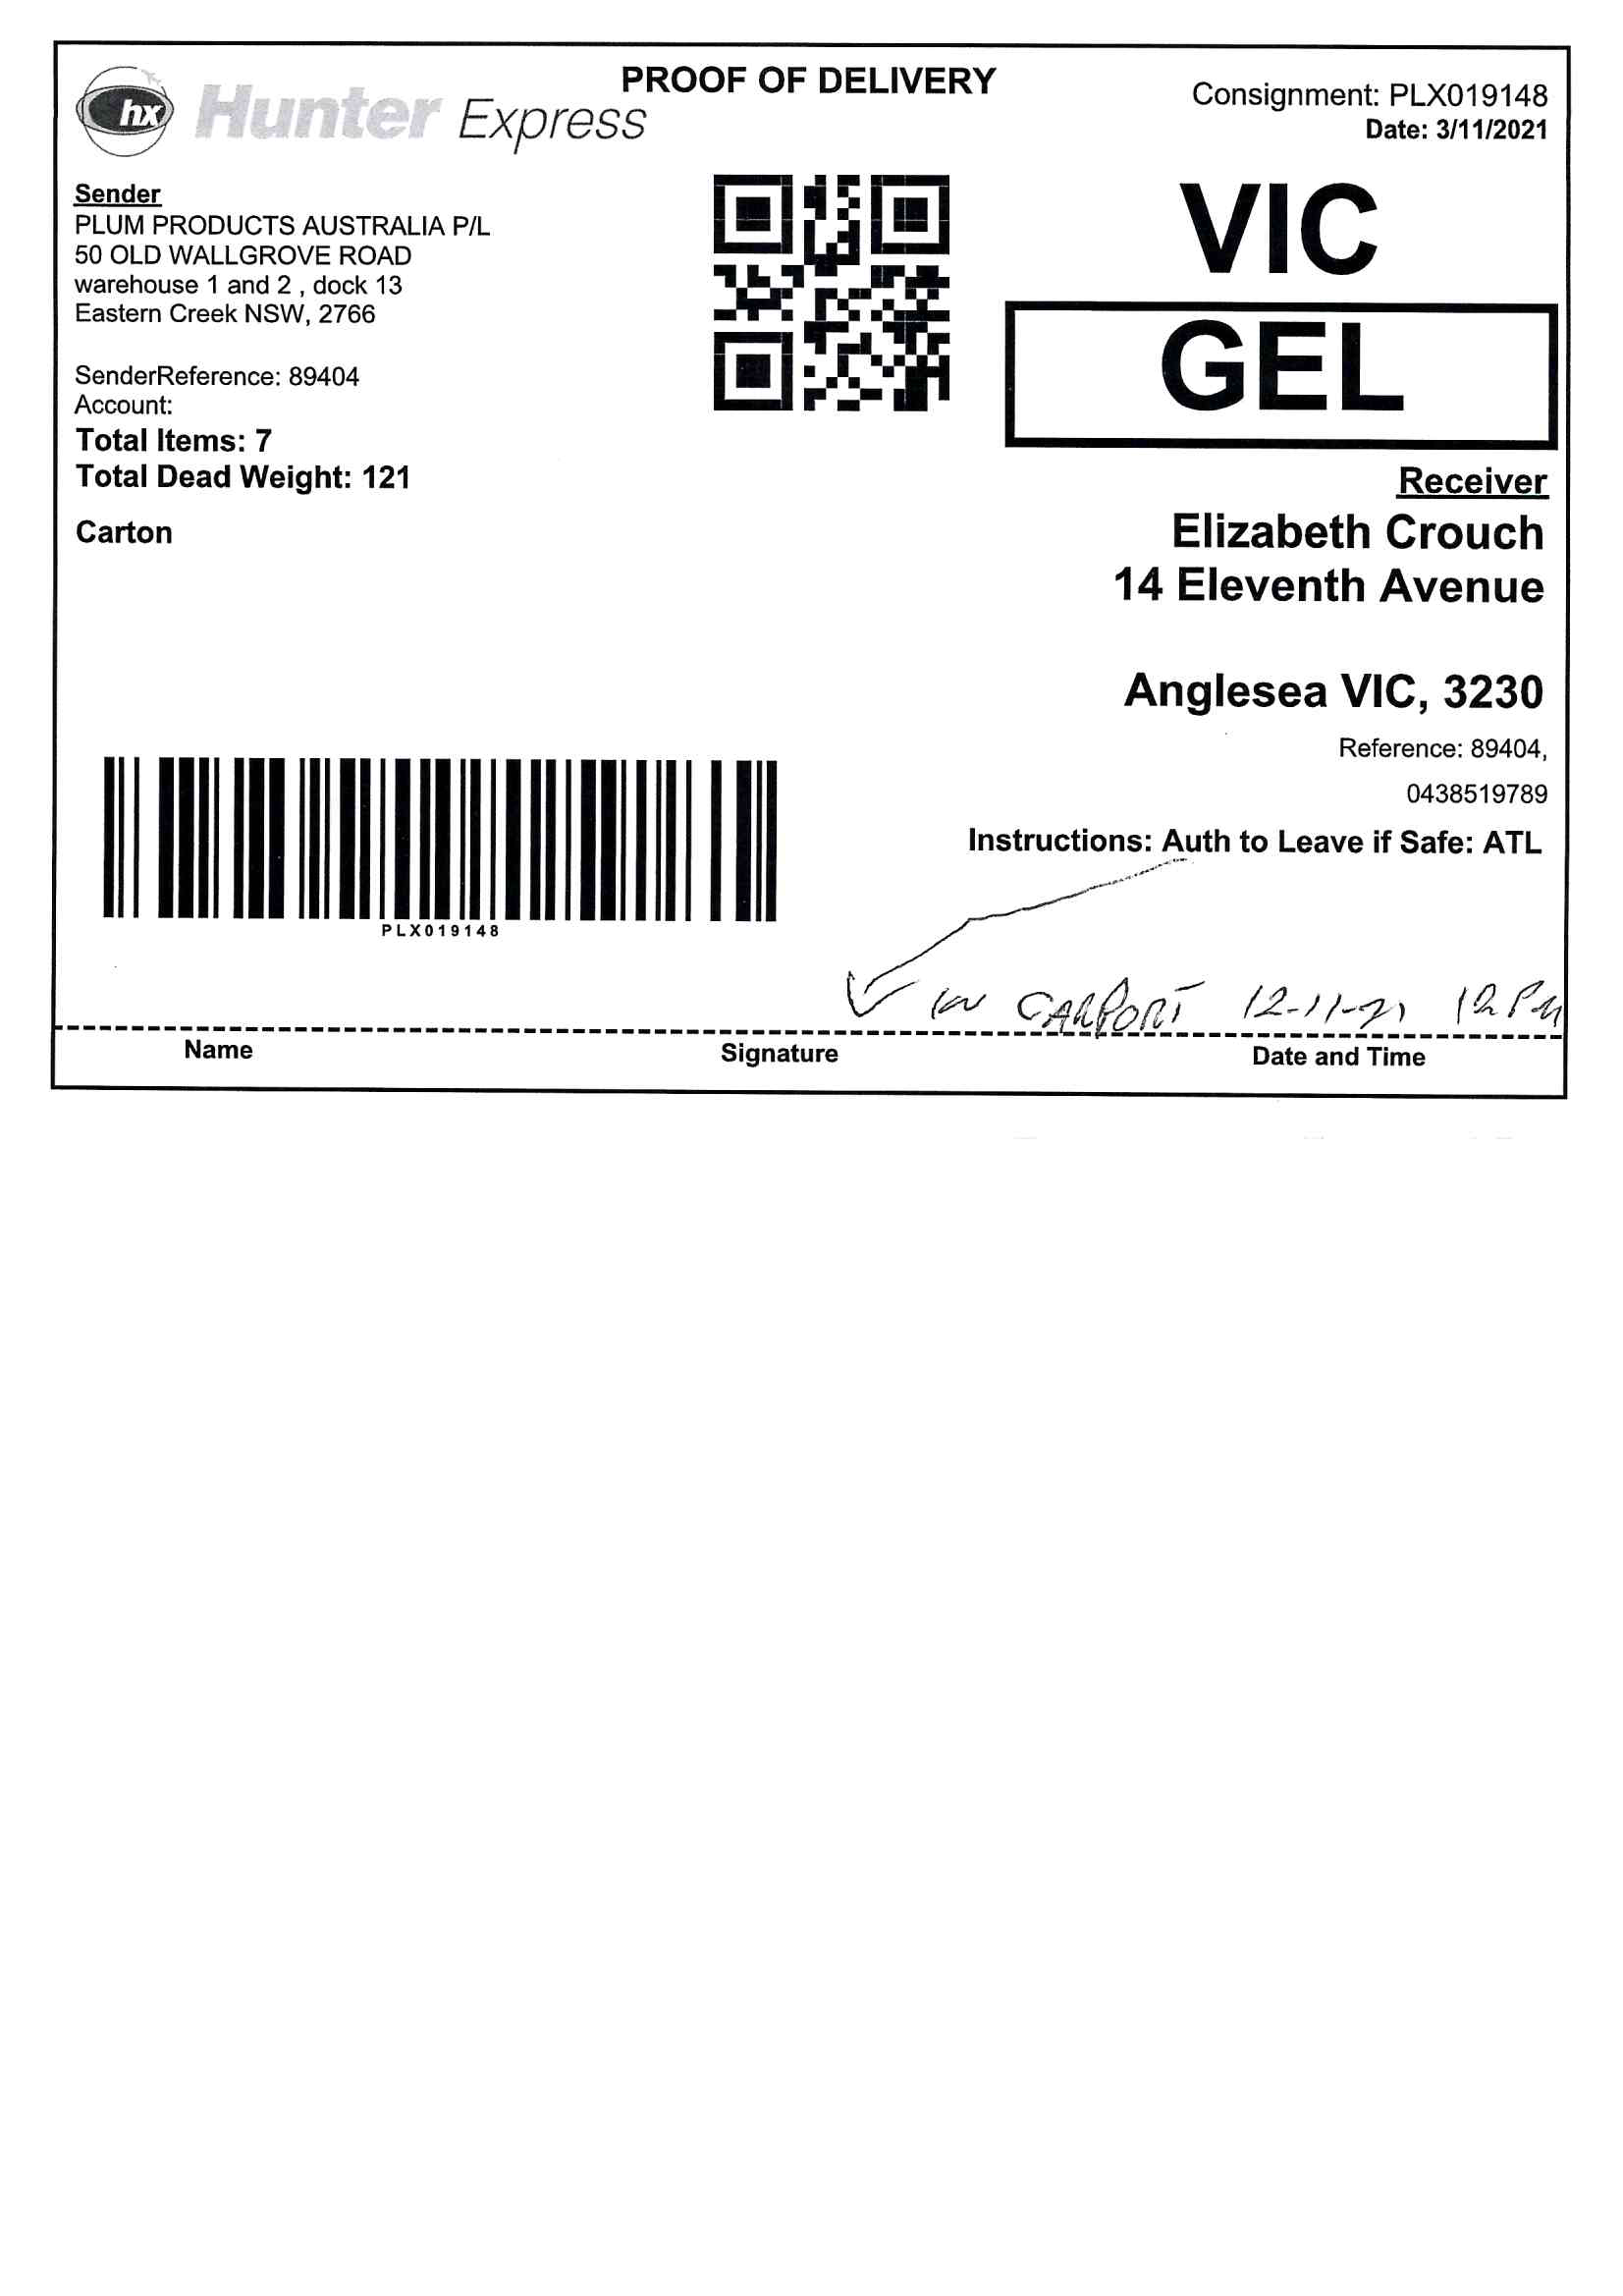 hx Hunter Express
PROOF OF DELIVERY
Consignment: PLX019148
Date: 3/11/2021
Sender
PLUM PRODUCTS AUSTRALIA P/L
50 OLD WALLGROVE ROAD
warehouse 1 and 2 , dock 13
Eastern Creek NSW, 2766
SenderReference: 89404
Account:
Total Items: 7
Total Dead Weight: 121
Carton
VIC
GEL
Receiver
Elizabeth Crouch
14 Eleventh Avenue
Anglesea VIC, 3230
Reference: 89404,
0438519789
Instructions: Auth to Leave if Safe: ATL
PLX019148
IN CARPORT 12-11-21 12 PM
Name Signature Date and Time